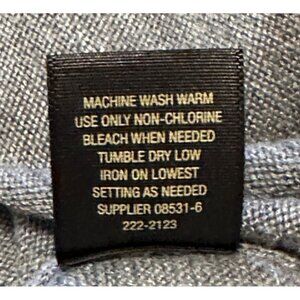 MACHINE WASH WARM
USE ONLY NON-CHLORINE
BLEACH WHEN NEEDED
TUMBLE DRY LOW
IRON ON LOWEST
SETTING AS NEEDED
SUPPLIER 08531-6
222-2123